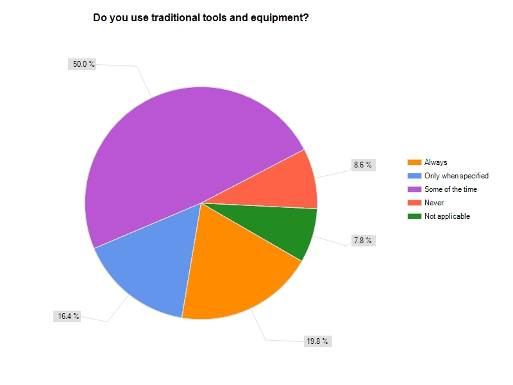 Do you use traditional tools and equipment?
50.0 %
8.6 %
7.8 %
19.8 %
16.4 %
Always
Only when specified
Some of the time
Never
Not applicable